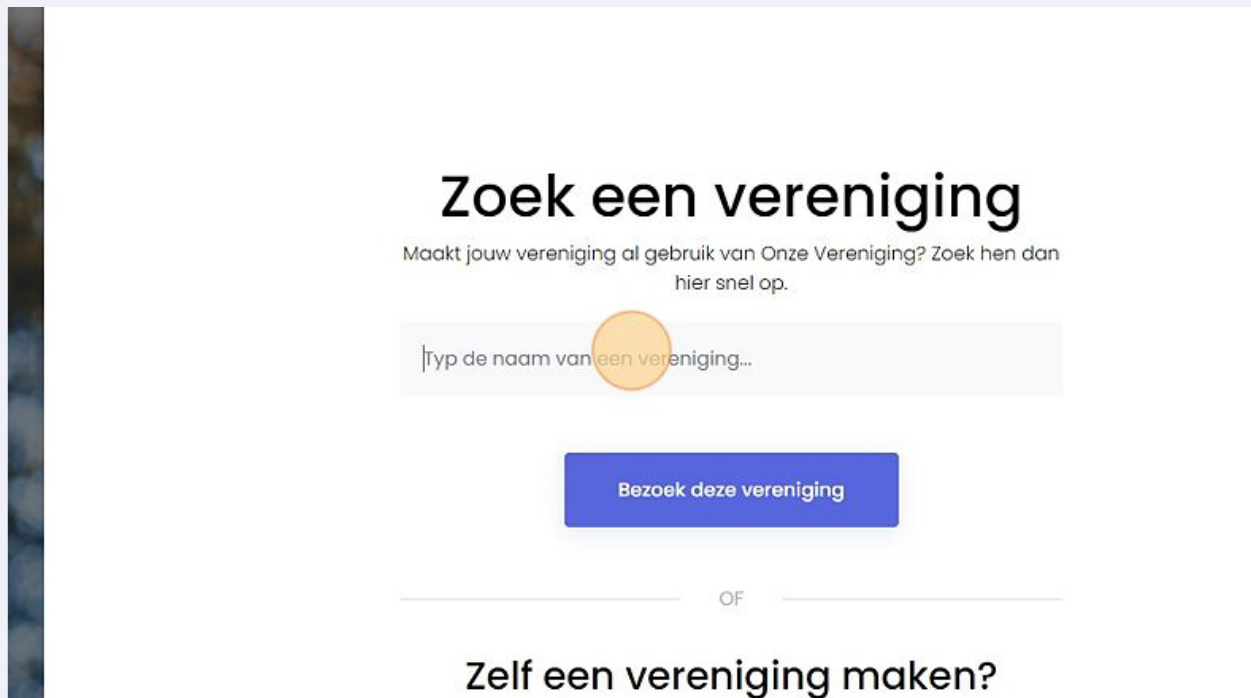 Zoek een vereniging
Maakt jouw vereniging al gebruik van Onze Vereniging? Zoek hen dan
hier snel op.
Typ de naam van een vereniging...
Bezoek deze vereniging
OF
Zelf een vereniging maken?